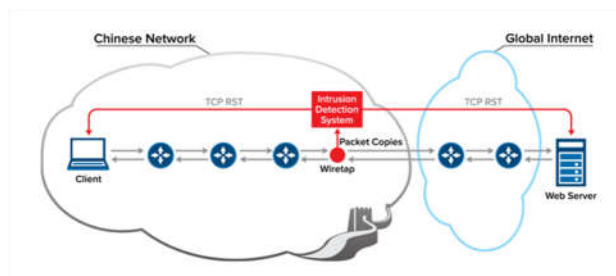 Chinese Network
Global Internet
TCP RST
Intrusion
Detection
System
TCP RST
Packet Copies
Client
Wiretap
Web Server